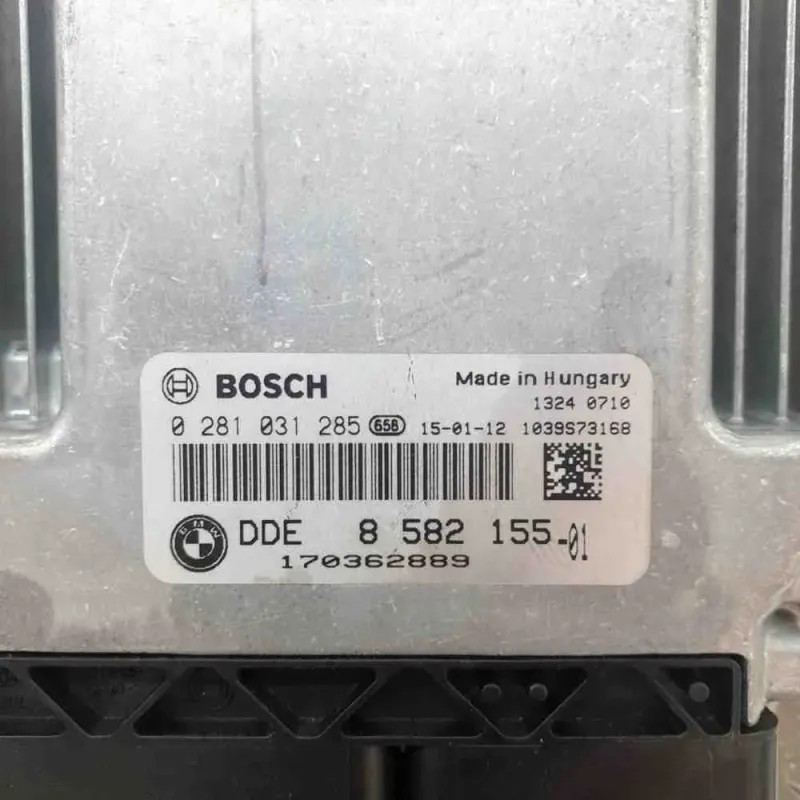 BOSCH
Made in Hungary
1324 0710
0 281 031 285 658 15-01-12 1039S73168
BMW DDE 8 582 155-01
170362889